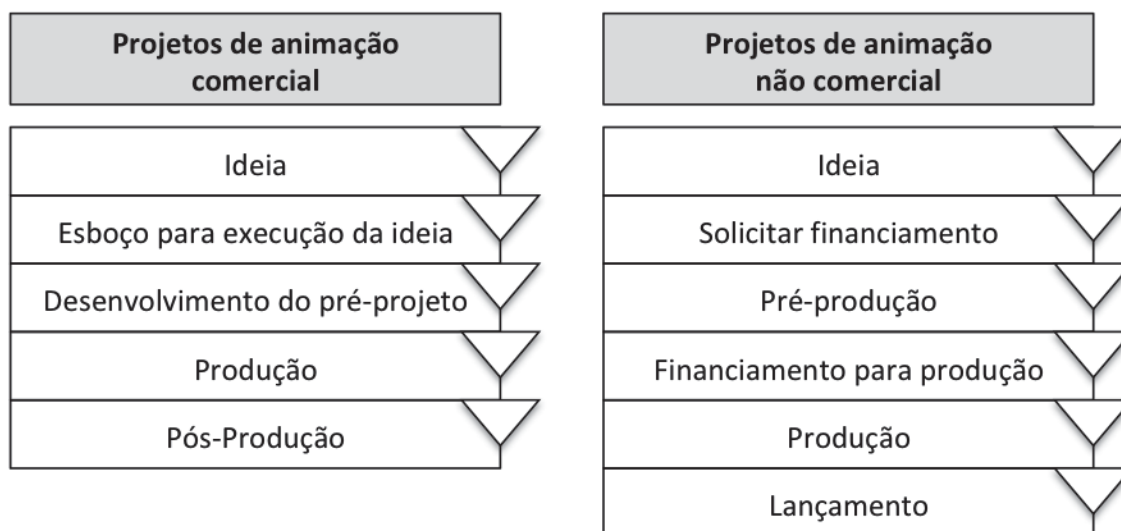 Projetos de animação
comercial
Ideia
Esboço para execução da ideia
Desenvolvimento do pré-projeto
Produção
Pós-Produção
Projetos de animação
não comercial
Ideia
Solicitar financiamento
Pré-produção
Financiamento para produção
Produção
Lançamento